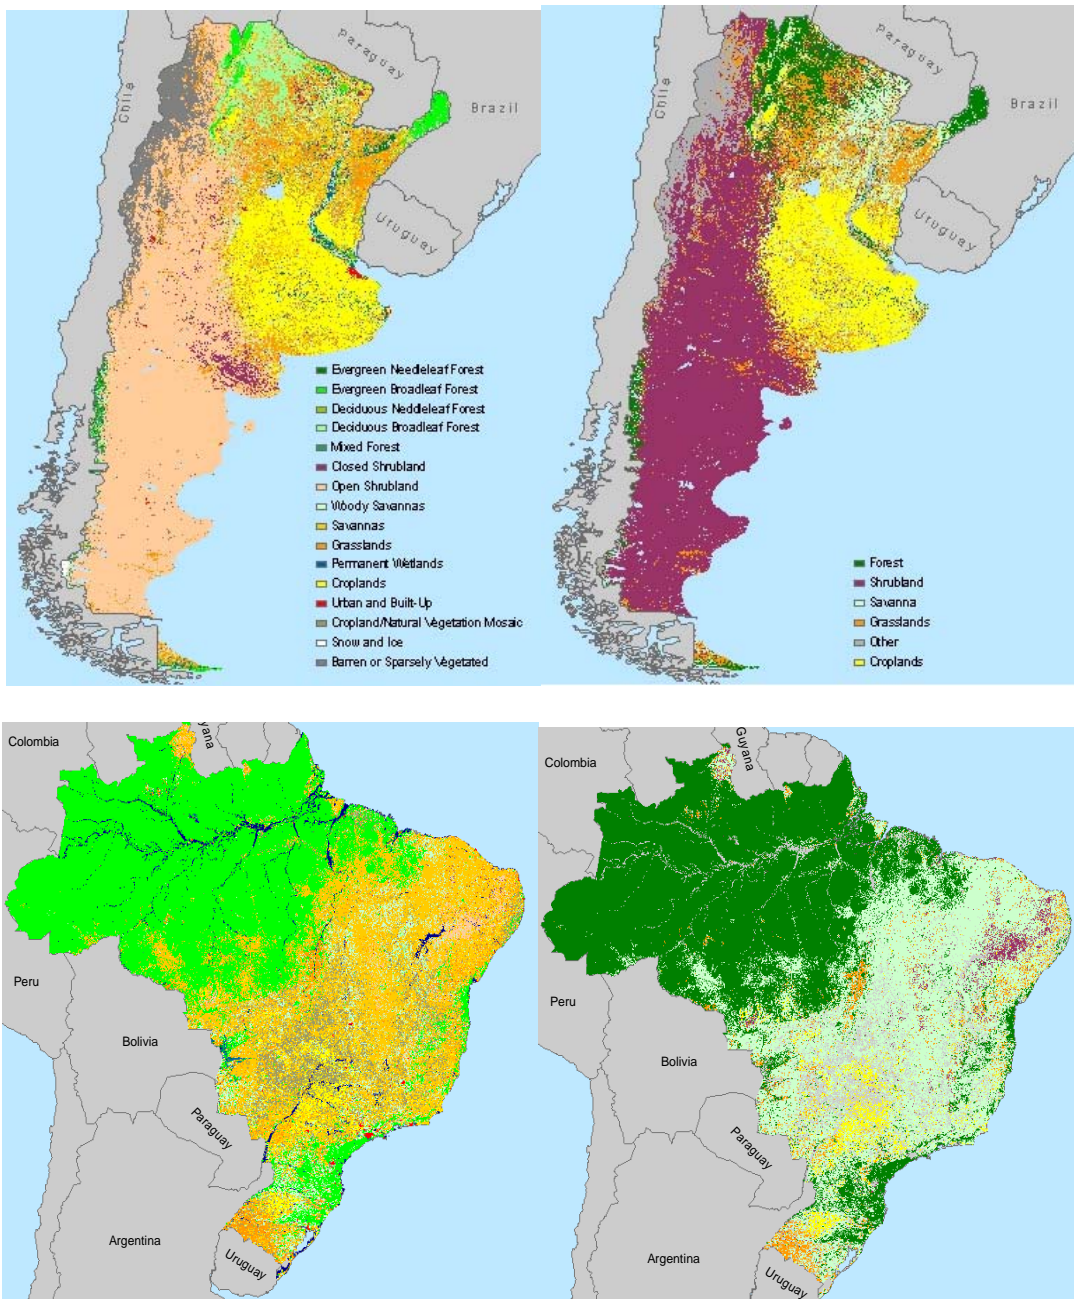 Paraguay
Chile
Brazil
Uruguay
Evergreen Needleleaf Forest
Evergreen Broadleaf Forest
Deciduous Neddleleaf Forest
Deciduous Broadleaf Forest
Mixed Forest
Closed Shrubland
Open Shrubland
Woody Savannas
Savannas
Grasslands
Permanent Wetlands
Croplands
Urban and Built-Up
Cropland/Natural Vegetation Mosaic
Snow and Ice
Barren or Sparsely Vegetated
Paraguay
Chile
Brazil
Uruguay
Forest
Shrubland
Savanna
Grasslands
Other
Croplands
yana
Colombia
Peru
Bolivia
Paraguay
Argentina
Uruguay
Guyana
Colombia
Peru
Bolivia
Paraguay
Argentina
Uruguay